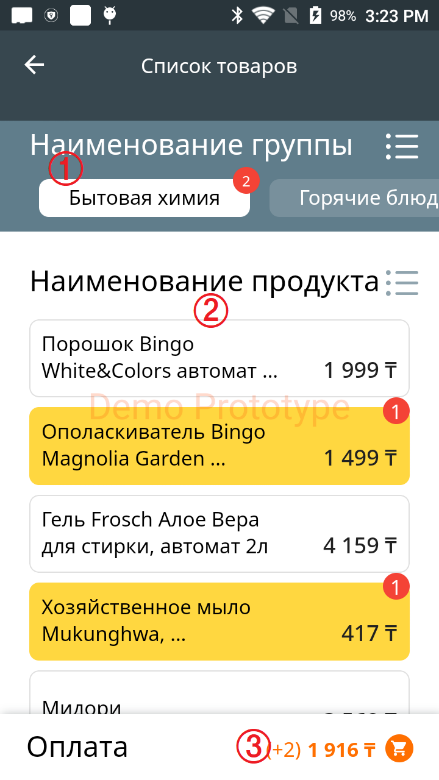 98% 3:23 PM
Список товаров
Наименование группы
①
Бытовая химия
2
Горячие блюд
Наименование продукта
②
Порошок Bingo
White&Colors автомат ...
1 999 ₸
Demo Prototype
1
Ополаскиватель Bingo
Magnolia Garden ...
1 499 ₸
Гель Frosch Алое Вера
для стирки, автомат 2л
4 159 ₸
1
Хозяйственное мыло
Mukunghwa, ...
417 ₸
Мидори
Оплата
③
(+2) 1 916 ₸